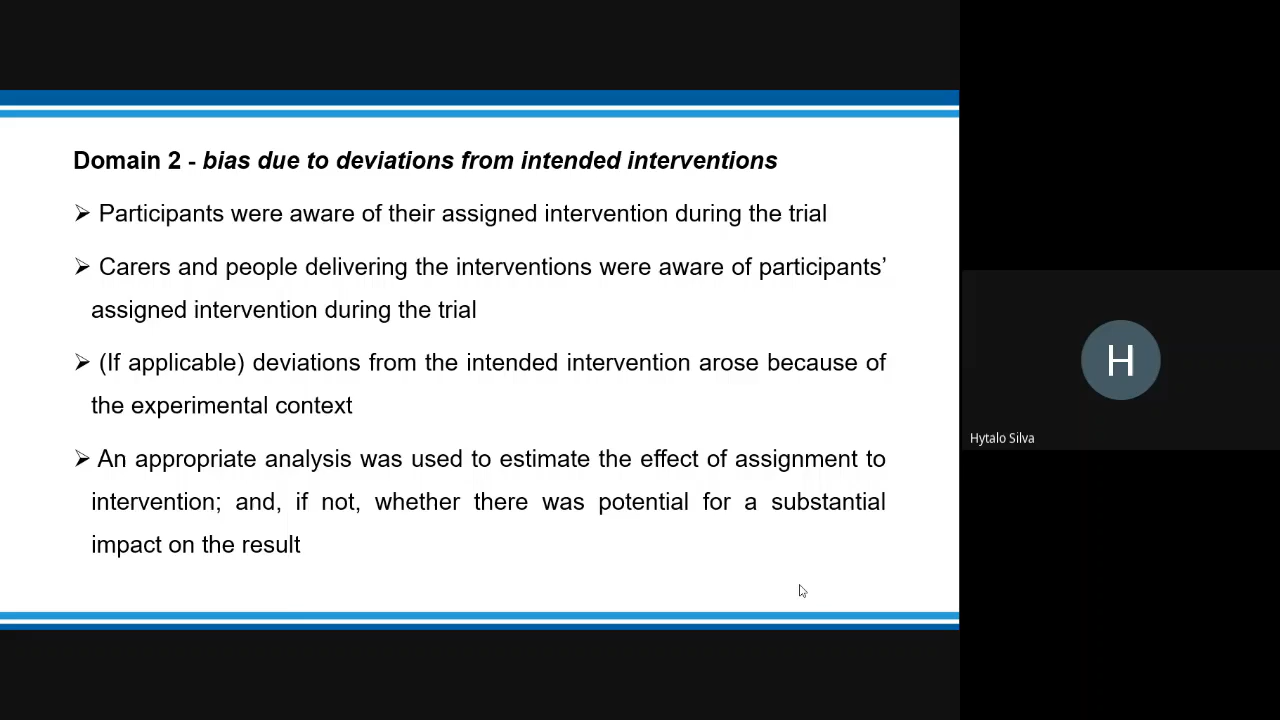 Domain 2 - bias due to deviations from intended interventions
➢ Participants were aware of their assigned intervention during the trial
➢ Carers and people delivering the interventions were aware of participants’
assigned intervention during the trial
➢ (If applicable) deviations from the intended intervention arose because of
the experimental context
➢ An appropriate analysis was used to estimate the effect of assignment to
intervention; and, if not, whether there was potential for a substantial
impact on the result
H
Hytalo Silva